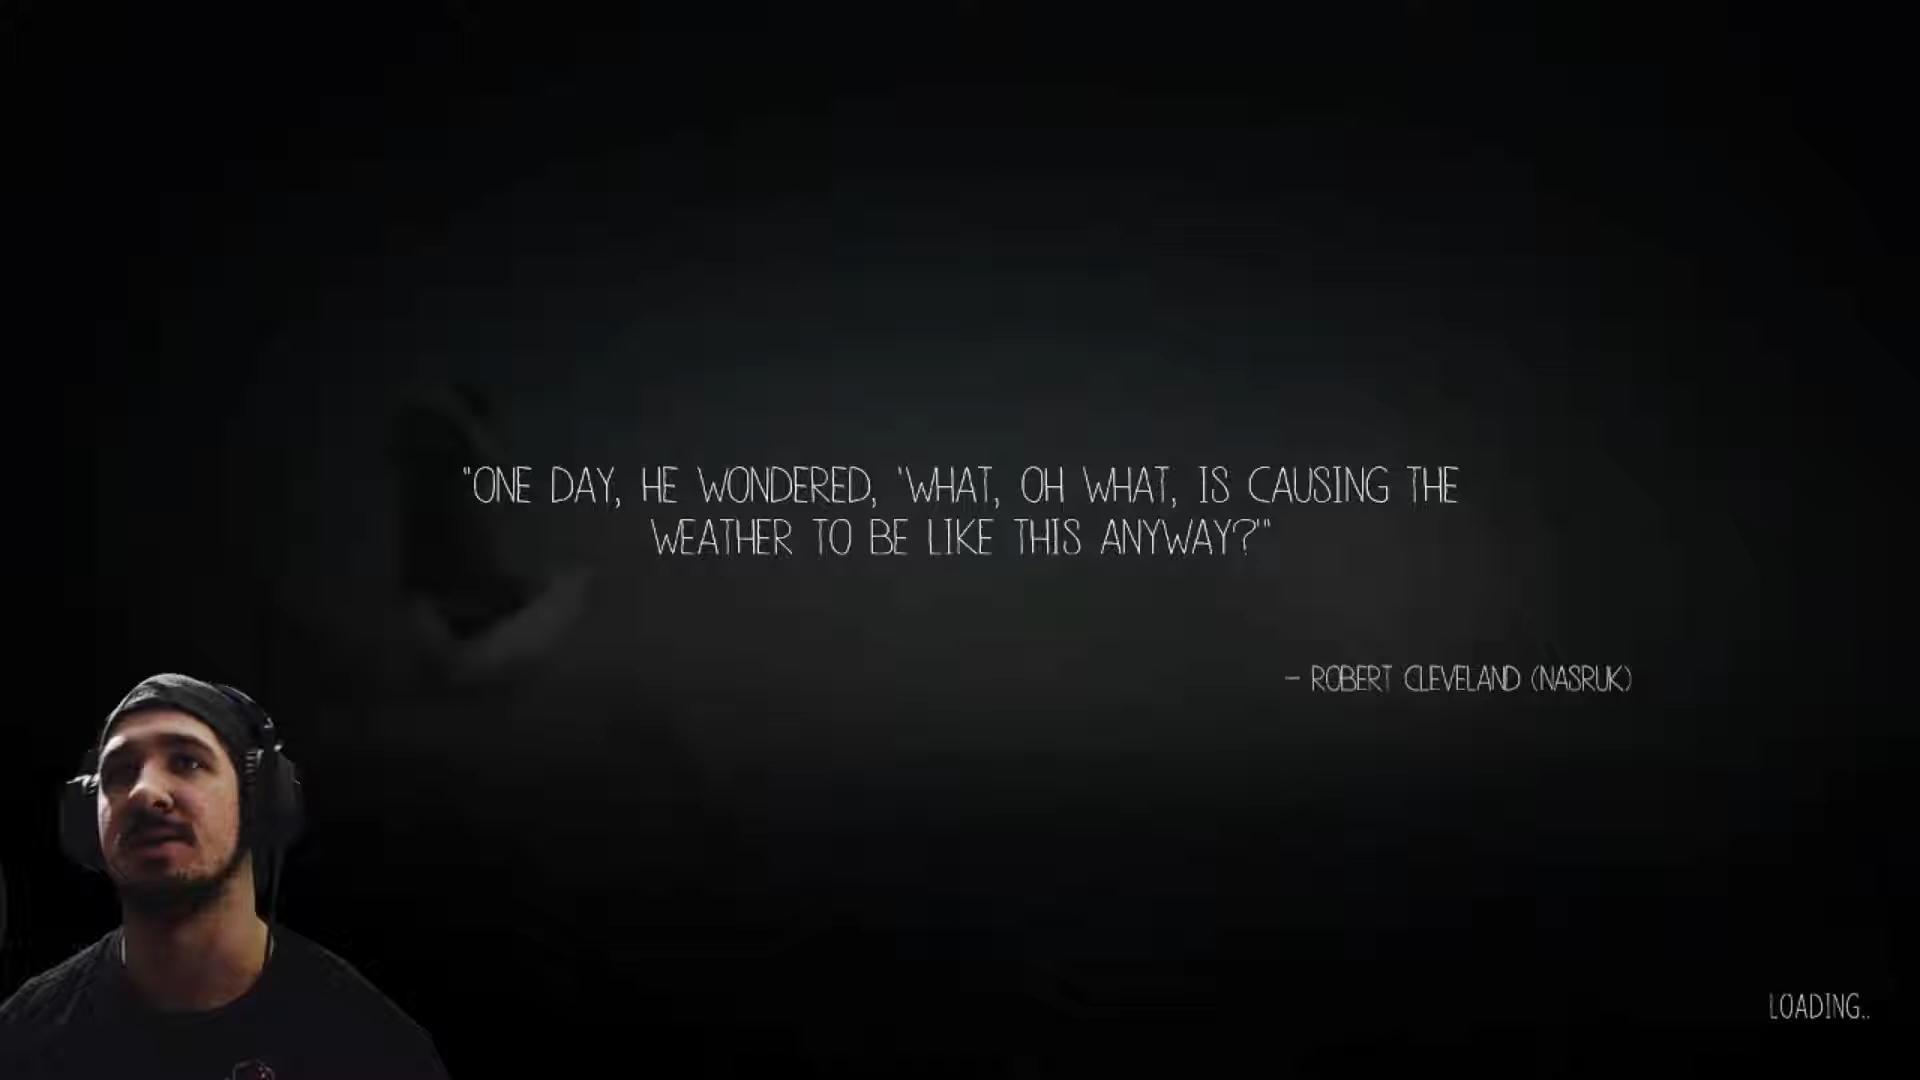 "ONE DAY, HE WONDERED, 'WHAT, OH WHAT, IS CAUSING THE
WEATHER TO BE LIKE THIS ANYWAY?'"
- ROBERT CLEVELAND (NASRUK)
LOADING..